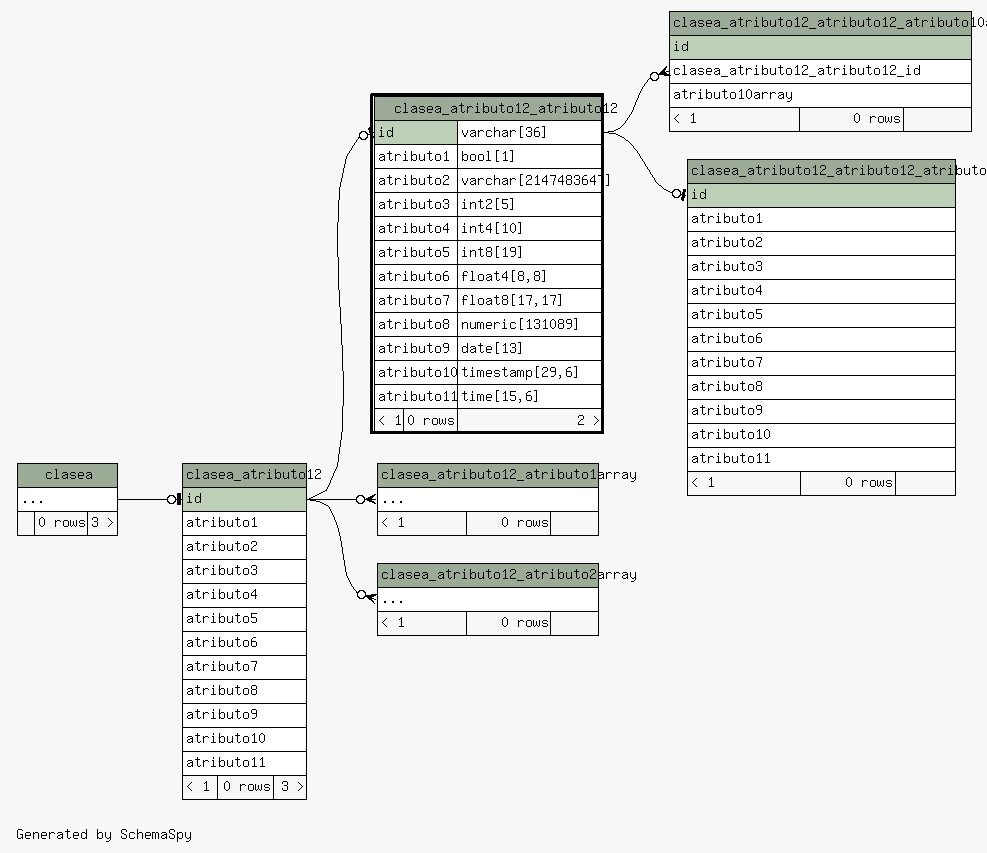 clasea_atributo12_atributo12_atributo10a
id
clasea_atributo12_atributo12_id
atributo10array
< 1 0 rows
clasea_atributo12_atributo12
id varchar[36]
atributo1 bool[1]
atributo2 varchar[2147483647]
atributo3 int2[5]
atributo4 int4[10]
atributo5 int8[19]
atributo6 float4[8,8]
atributo7 float8[17,17]
atributo8 numeric[131089]
atributo9 date[13]
atributo10 timestamp[29,6]
atributo11 time[15,6]
< 1 0 rows 2 >
clasea_atributo12_atributo12_atributo
id
atributo1
atributo2
atributo3
atributo4
atributo5
atributo6
atributo7
atributo8
atributo9
atributo10
atributo11
< 1 0 rows
clasea
...
0 rows 3 >
clasea_atributo12
id
atributo1
atributo2
atributo3
atributo4
atributo5
atributo6
atributo7
atributo8
atributo9
atributo10
atributo11
< 1 0 rows 3 >
clasea_atributo12_atributo1array
...
< 1 0 rows
clasea_atributo12_atributo2array
...
< 1 0 rows
Generated by SchemaSpy